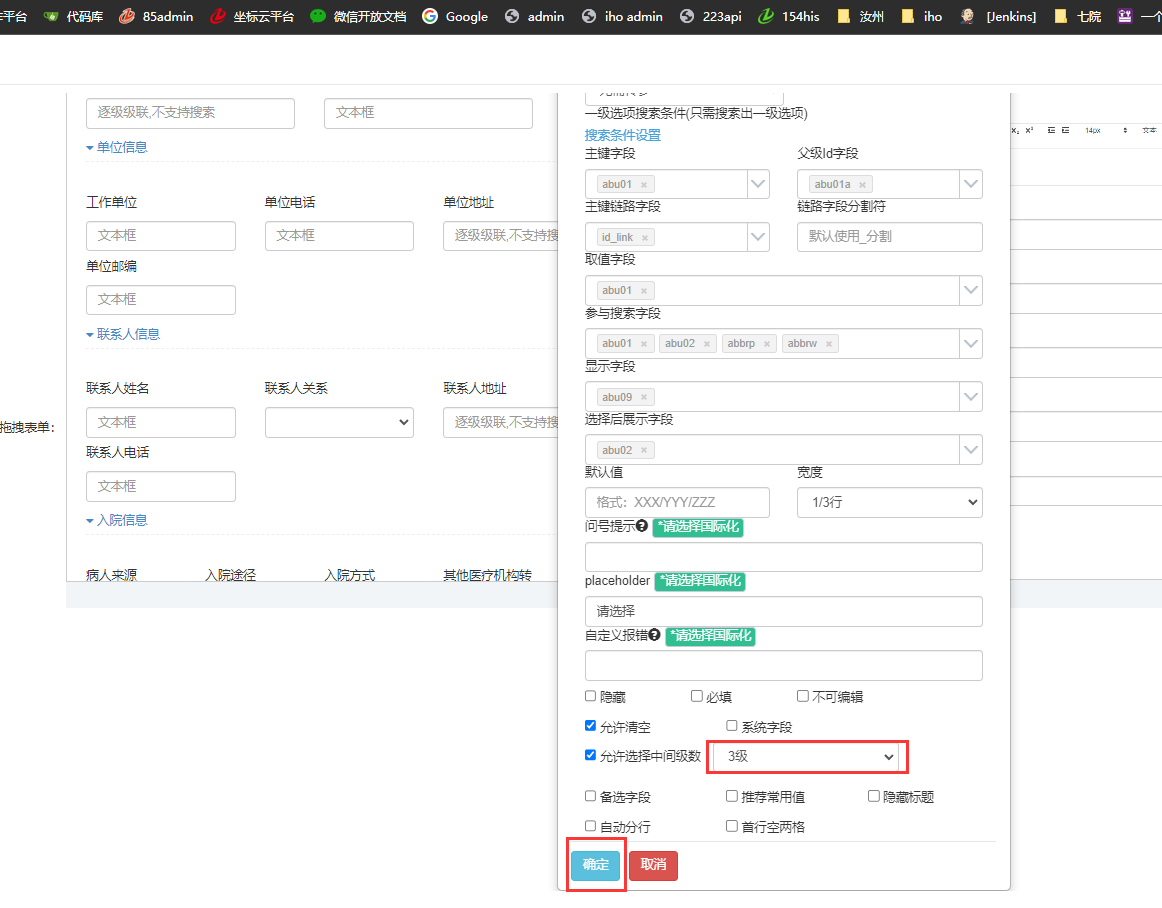 平台 代码库 85admin 坐标云平台 微信开放文档 Google admin iho admin 223api 154his 汝州 iho [Jenkins] 七院 一个
逐级级联,不支持搜索 文本框
单位信息
工作单位 单位电话 单位地址
文本框 文本框 逐级级联,不支持搜
单位邮编
文本框
联系人信息
联系人姓名 联系人关系 联系人地址
文本框 逐级级联,不支持搜
拖拽表单:
联系人电话
文本框
入院信息
病人来源 入院途径 入院方式 其他医疗机构转
一级选项搜索条件(只需搜索出一级选项)
搜索条件设置
主键字段 父级Id字段
abu01 × abu01a ×
主键链路字段 链路字段分割符
id_link × 默认使用_分割
取值字段
abu01 ×
参与搜索字段
abu01 × abu02 × abbrp × abbrw ×
显示字段
abu09 ×
选择后展示字段
abu02 ×
默认值 宽度
格式: XXX/YYY/ZZZ 1/3行
问号提示 *请选择国际化
placeholder *请选择国际化
请选择
自定义报错 *请选择国际化
隐藏 必填 不可编辑
允许清空 系统字段
允许选择中间级数 3级
备选字段 推荐常用值 隐藏标题
自动分行 首行空两格
确定 取消
X₂ X² 14px 文本